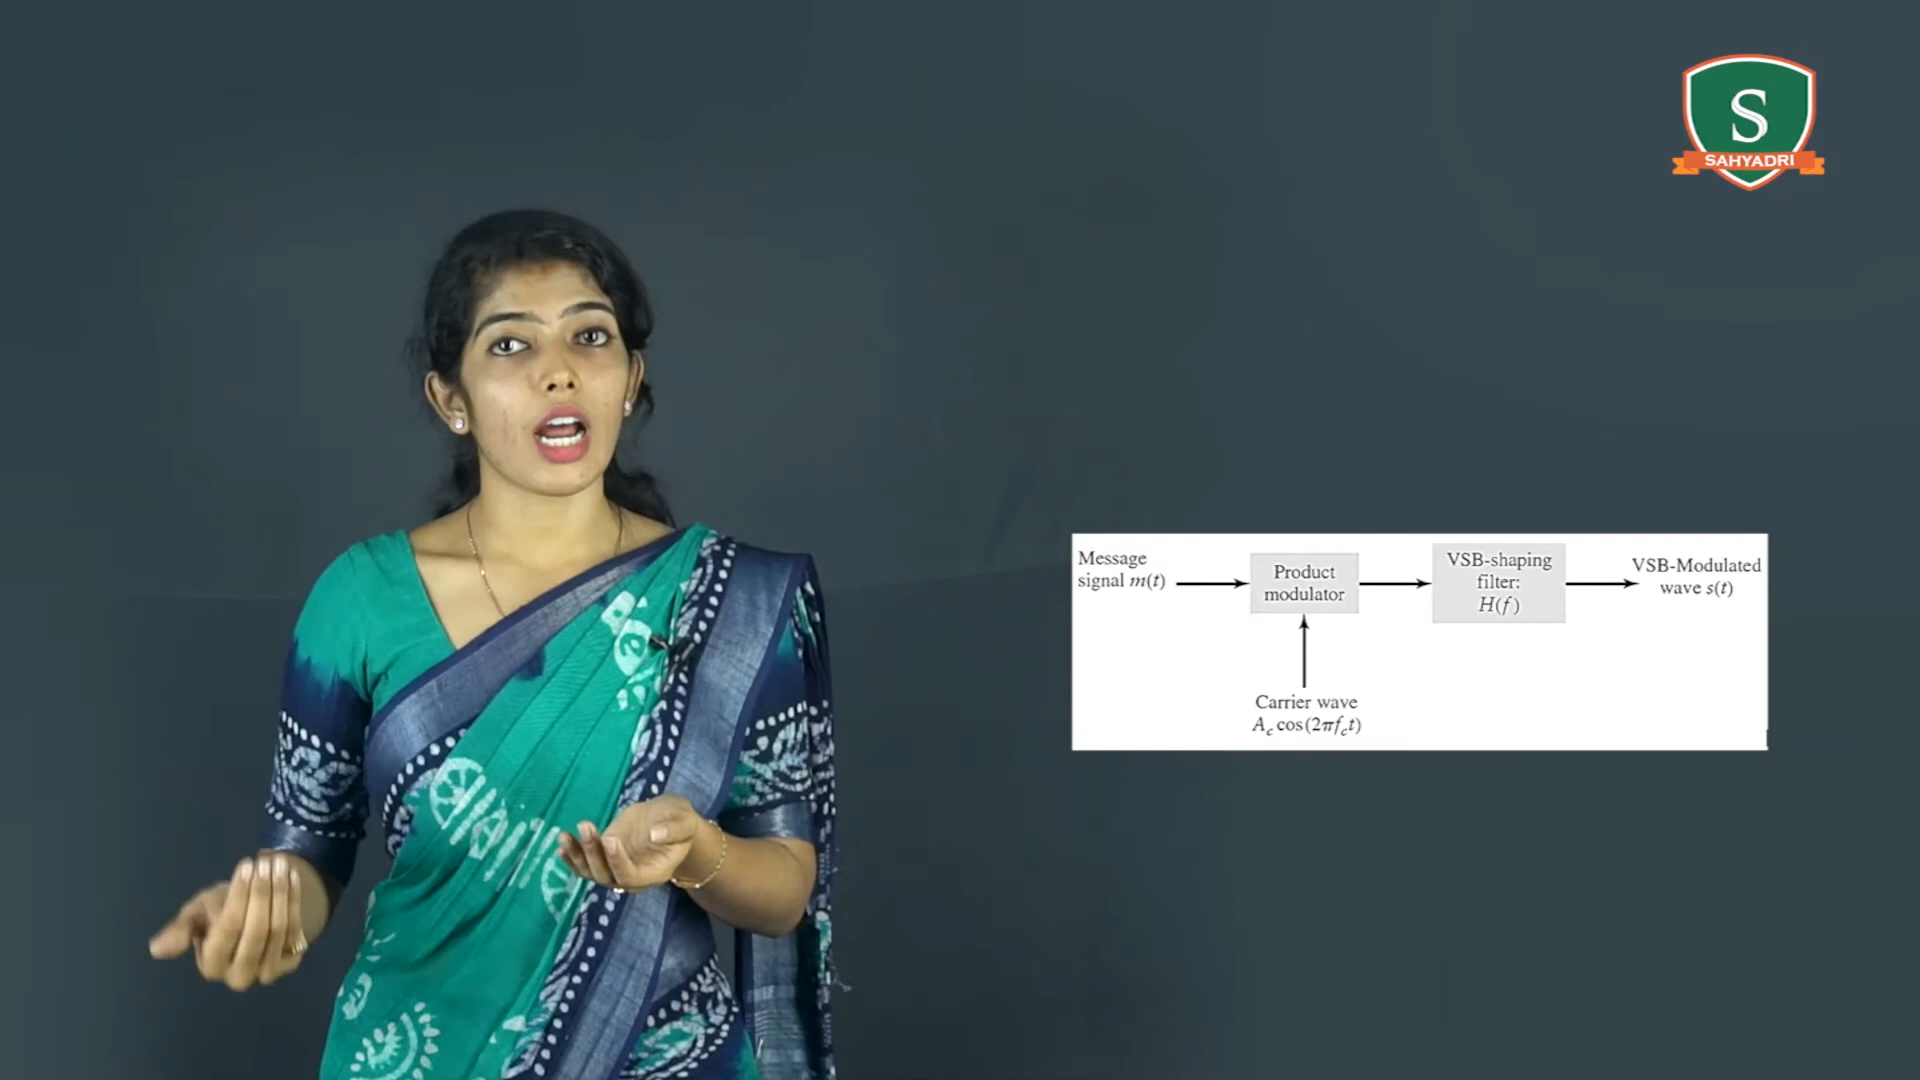 S
SAHYADRI
Message
signal m(t)
Product
modulator
VSB-shaping
filter:
H(f)
VSB-Modulated
wave s(t)
Carrier wave
A_c cos(2πf_ct)